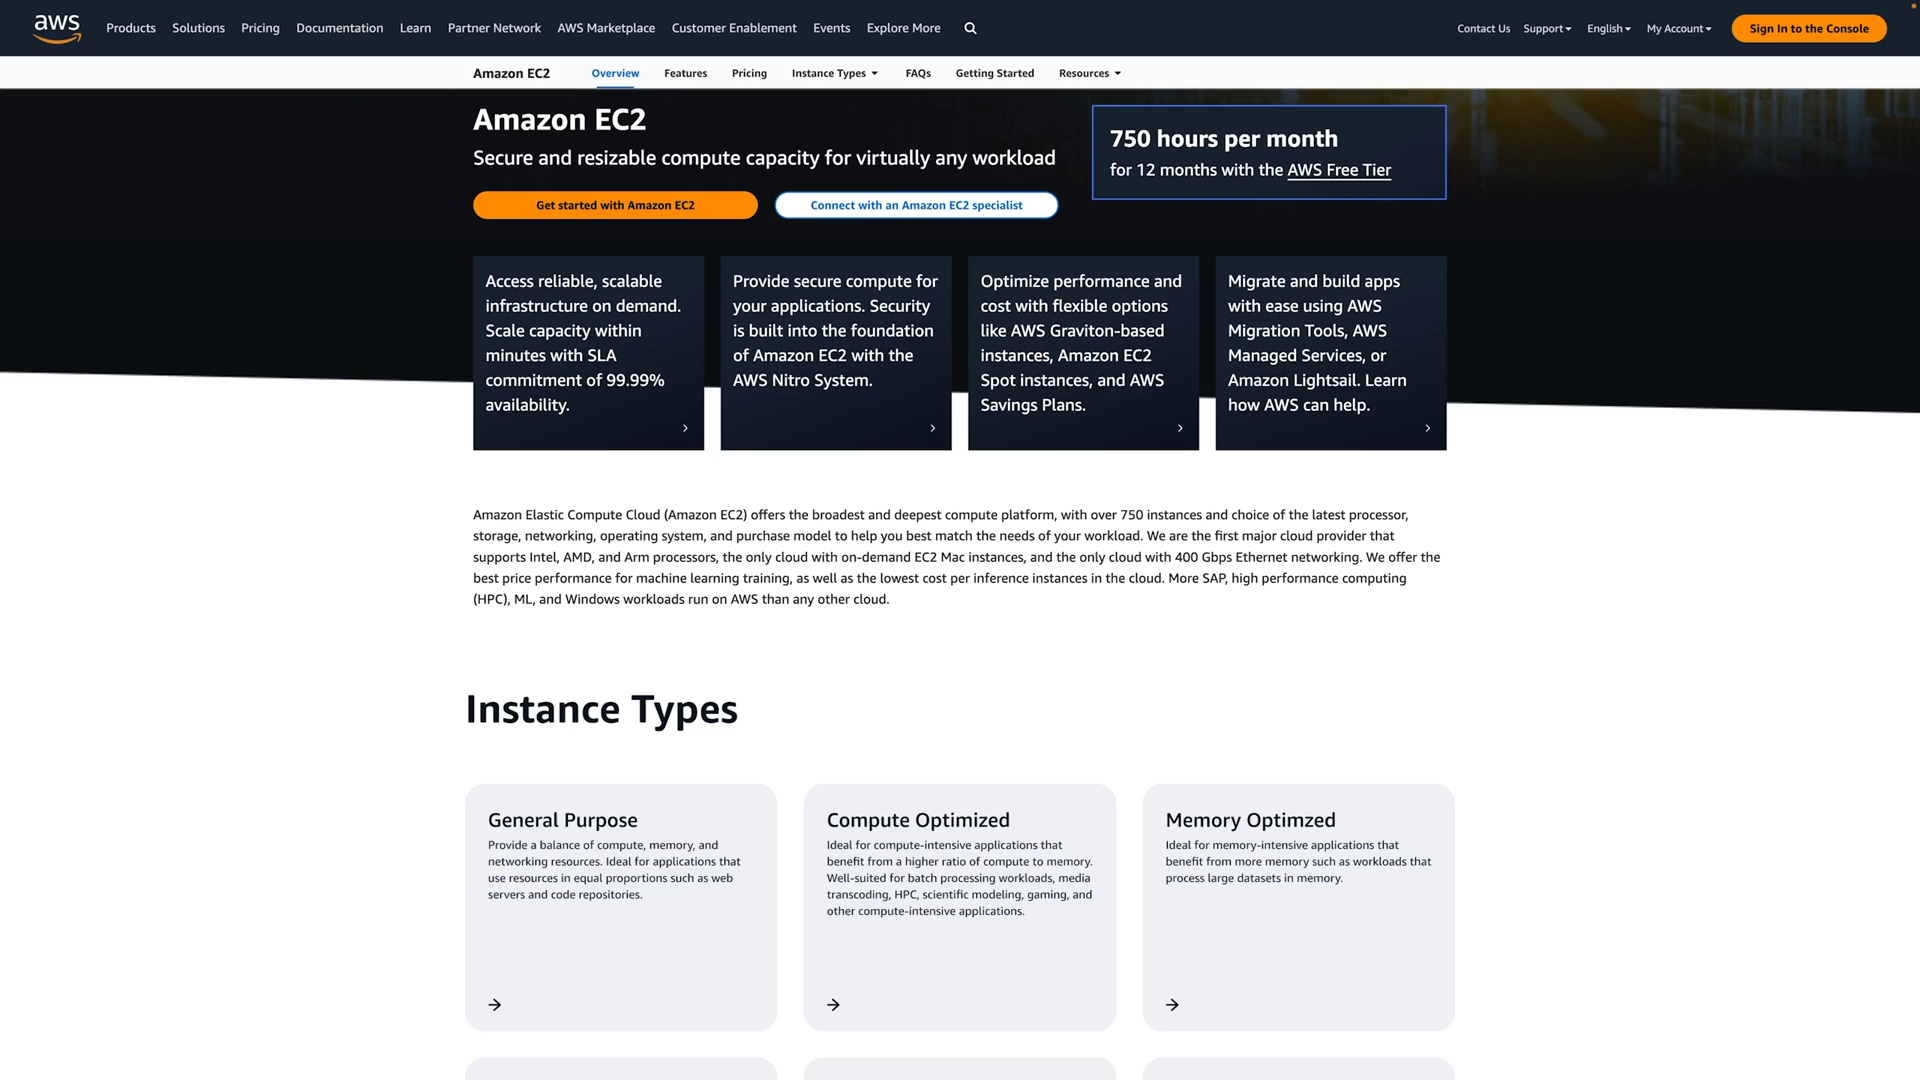 aws
Products Solutions Pricing Documentation Learn Partner Network AWS Marketplace Customer Enablement Events Explore More
Contact Us Support English My Account Sign In to the Console
Amazon EC2 Overview Features Pricing Instance Types FAQs Getting Started Resources
Amazon EC2
Secure and resizable compute capacity for virtually any workload
Get started with Amazon EC2 Connect with an Amazon EC2 specialist
750 hours per month
for 12 months with the AWS Free Tier
Access reliable, scalable
infrastructure on demand.
Scale capacity within
minutes with SLA
commitment of 99.99%
availability.
Provide secure compute for
your applications. Security
is built into the foundation
of Amazon EC2 with the
AWS Nitro System.
Optimize performance and
cost with flexible options
like AWS Graviton-based
instances, Amazon EC2
Spot instances, and AWS
Savings Plans.
Migrate and build apps
with ease using AWS
Migration Tools, AWS
Managed Services, or
Amazon Lightsail. Learn
how AWS can help.
Amazon Elastic Compute Cloud (Amazon EC2) offers the broadest and deepest compute platform, with over 750 instances and choice of the latest processor,
storage, networking, operating system, and purchase model to help you best match the needs of your workload. We are the first major cloud provider that
supports Intel, AMD, and Arm processors, the only cloud with on-demand EC2 Mac instances, and the only cloud with 400 Gbps Ethernet networking. We offer the
best price performance for machine learning training, as well as the lowest cost per inference instances in the cloud. More SAP, high performance computing
(HPC), ML, and Windows workloads run on AWS than any other cloud.
Instance Types
General Purpose
Provide a balance of compute, memory, and
networking resources. Ideal for applications that
use resources in equal proportions such as web
servers and code repositories.
Compute Optimized
Ideal for compute-intensive applications that
benefit from a higher ratio of compute to memory.
Well-suited for batch processing workloads, media
transcoding, HPC, scientific modeling, gaming, and
other compute-intensive applications.
Memory Optimzed
Ideal for memory-intensive applications that
benefit from more memory such as workloads that
process large datasets in memory.